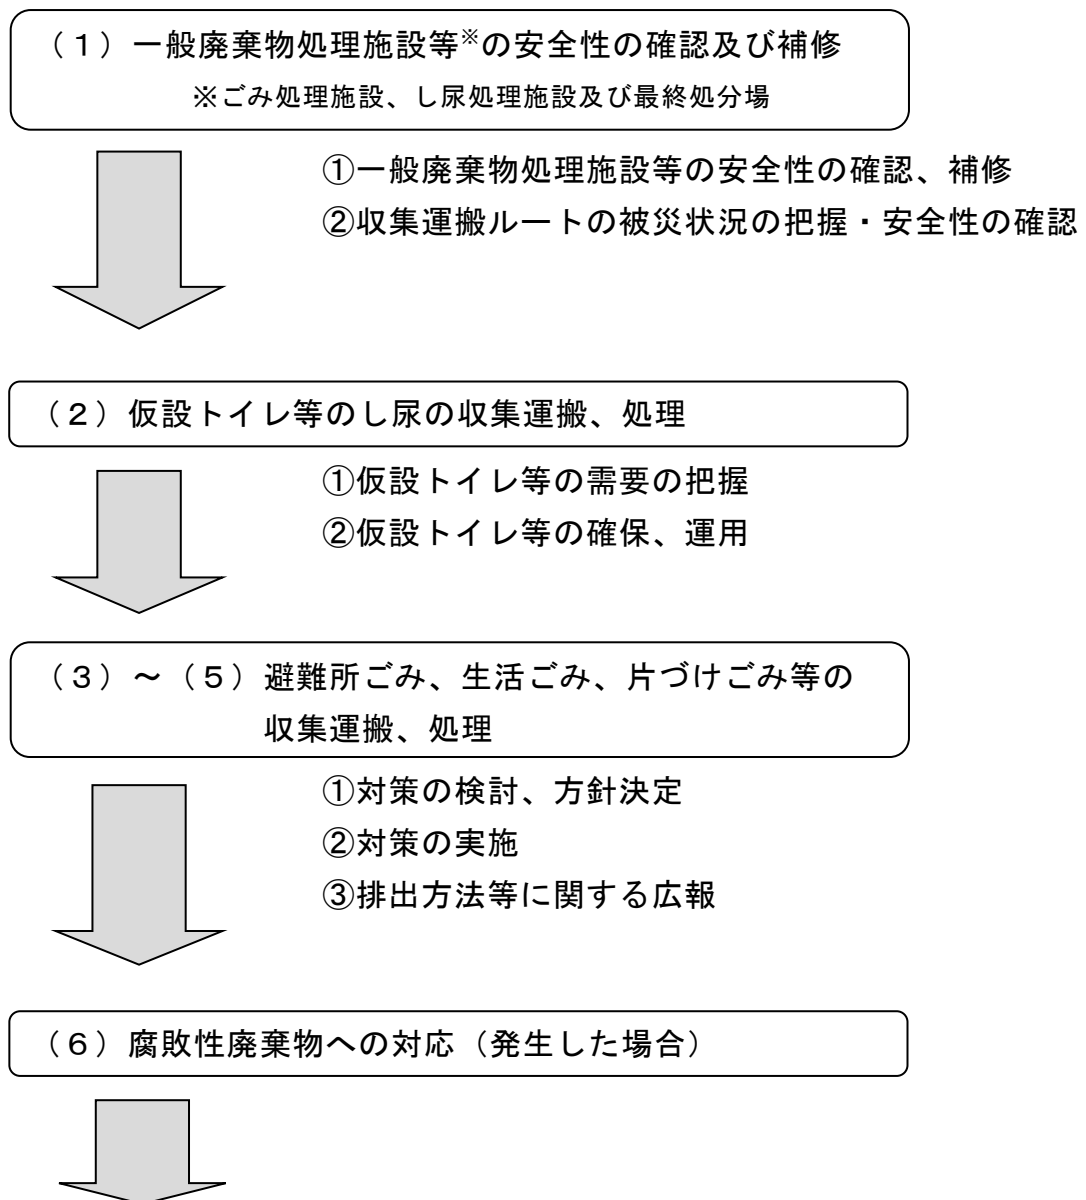 （１）一般廃棄物処理施設等※の安全性の確認及び補修
※ごみ処理施設、し尿処理施設及び最終処分場
①一般廃棄物処理施設等の安全性の確認、補修
②収集運搬ルートの被災状況の把握・安全性の確認
（２）仮設トイレ等のし尿の収集運搬、処理
①仮設トイレ等の需要の把握
②仮設トイレ等の確保、運用
（３）～（５）避難所ごみ、生活ごみ、片づけごみ等の
収集運搬、処理
①対策の検討、方針決定
②対策の実施
③排出方法等に関する広報
（６）腐敗性廃棄物への対応（発生した場合）